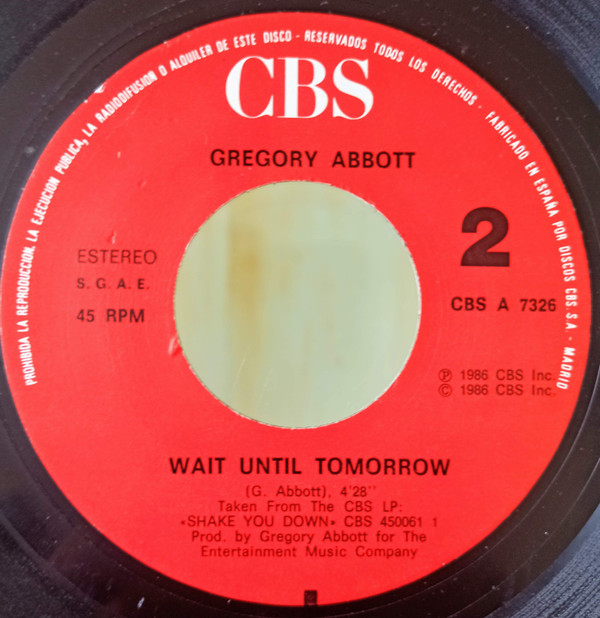 PROHIBIDA LA REPRODUCCION, LA EJECUCION PUBLICA, LA RADIODIFUSION O ALQUILER DE ESTE DISCO - RESERVADOS TODOS LOS DERECHOS - FABRICADO EN ESPAÑA POR DISCOS CBS. S.A. - MADRID
CBS
GREGORY ABBOTT
2
ESTEREO
S. G. A. E.
45 RPM
CBS A 7326
Ⓟ 1986 CBS Inc.
© 1986 CBS Inc.
WAIT UNTIL TOMORROW
(G. Abbott), 4'28''
Taken From The CBS LP:
«SHAKE YOU DOWN» CBS 450061 1
Prod. by Gregory Abbott for The
Entertainment Music Company